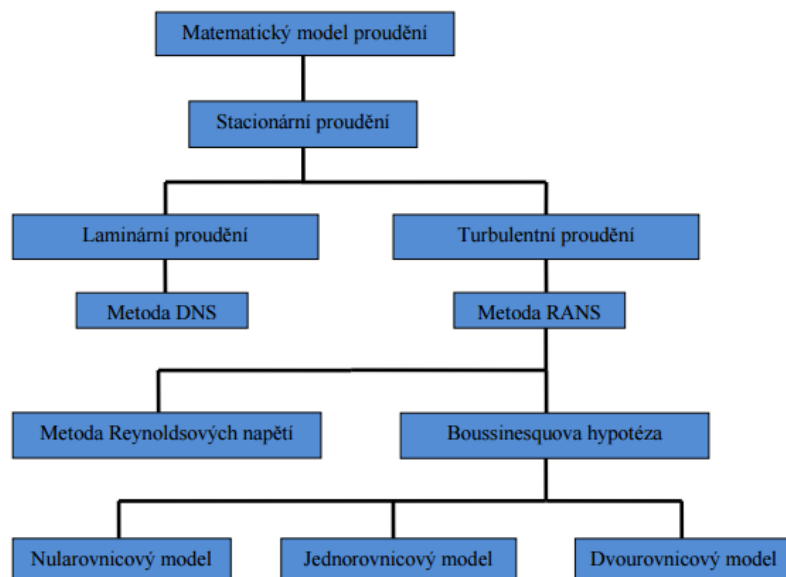 Matematický model proudění
Stacionární proudění
Laminární proudění
Turbulentní proudění
Metoda DNS
Metoda RANS
Metoda Reynoldsových napětí
Boussinesquova hypotéza
Nularovnicový model
Jednorovnicový model
Dvourovnicový model